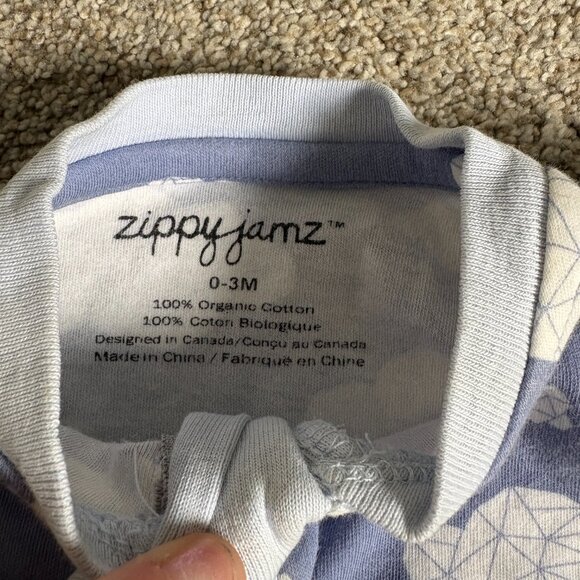 zippyjamz™
0-3M
100% Organic Cotton
100% Coton Biologique
Designed in Canada/Conçu au Canada
Made in China / Fabriqué en Chine